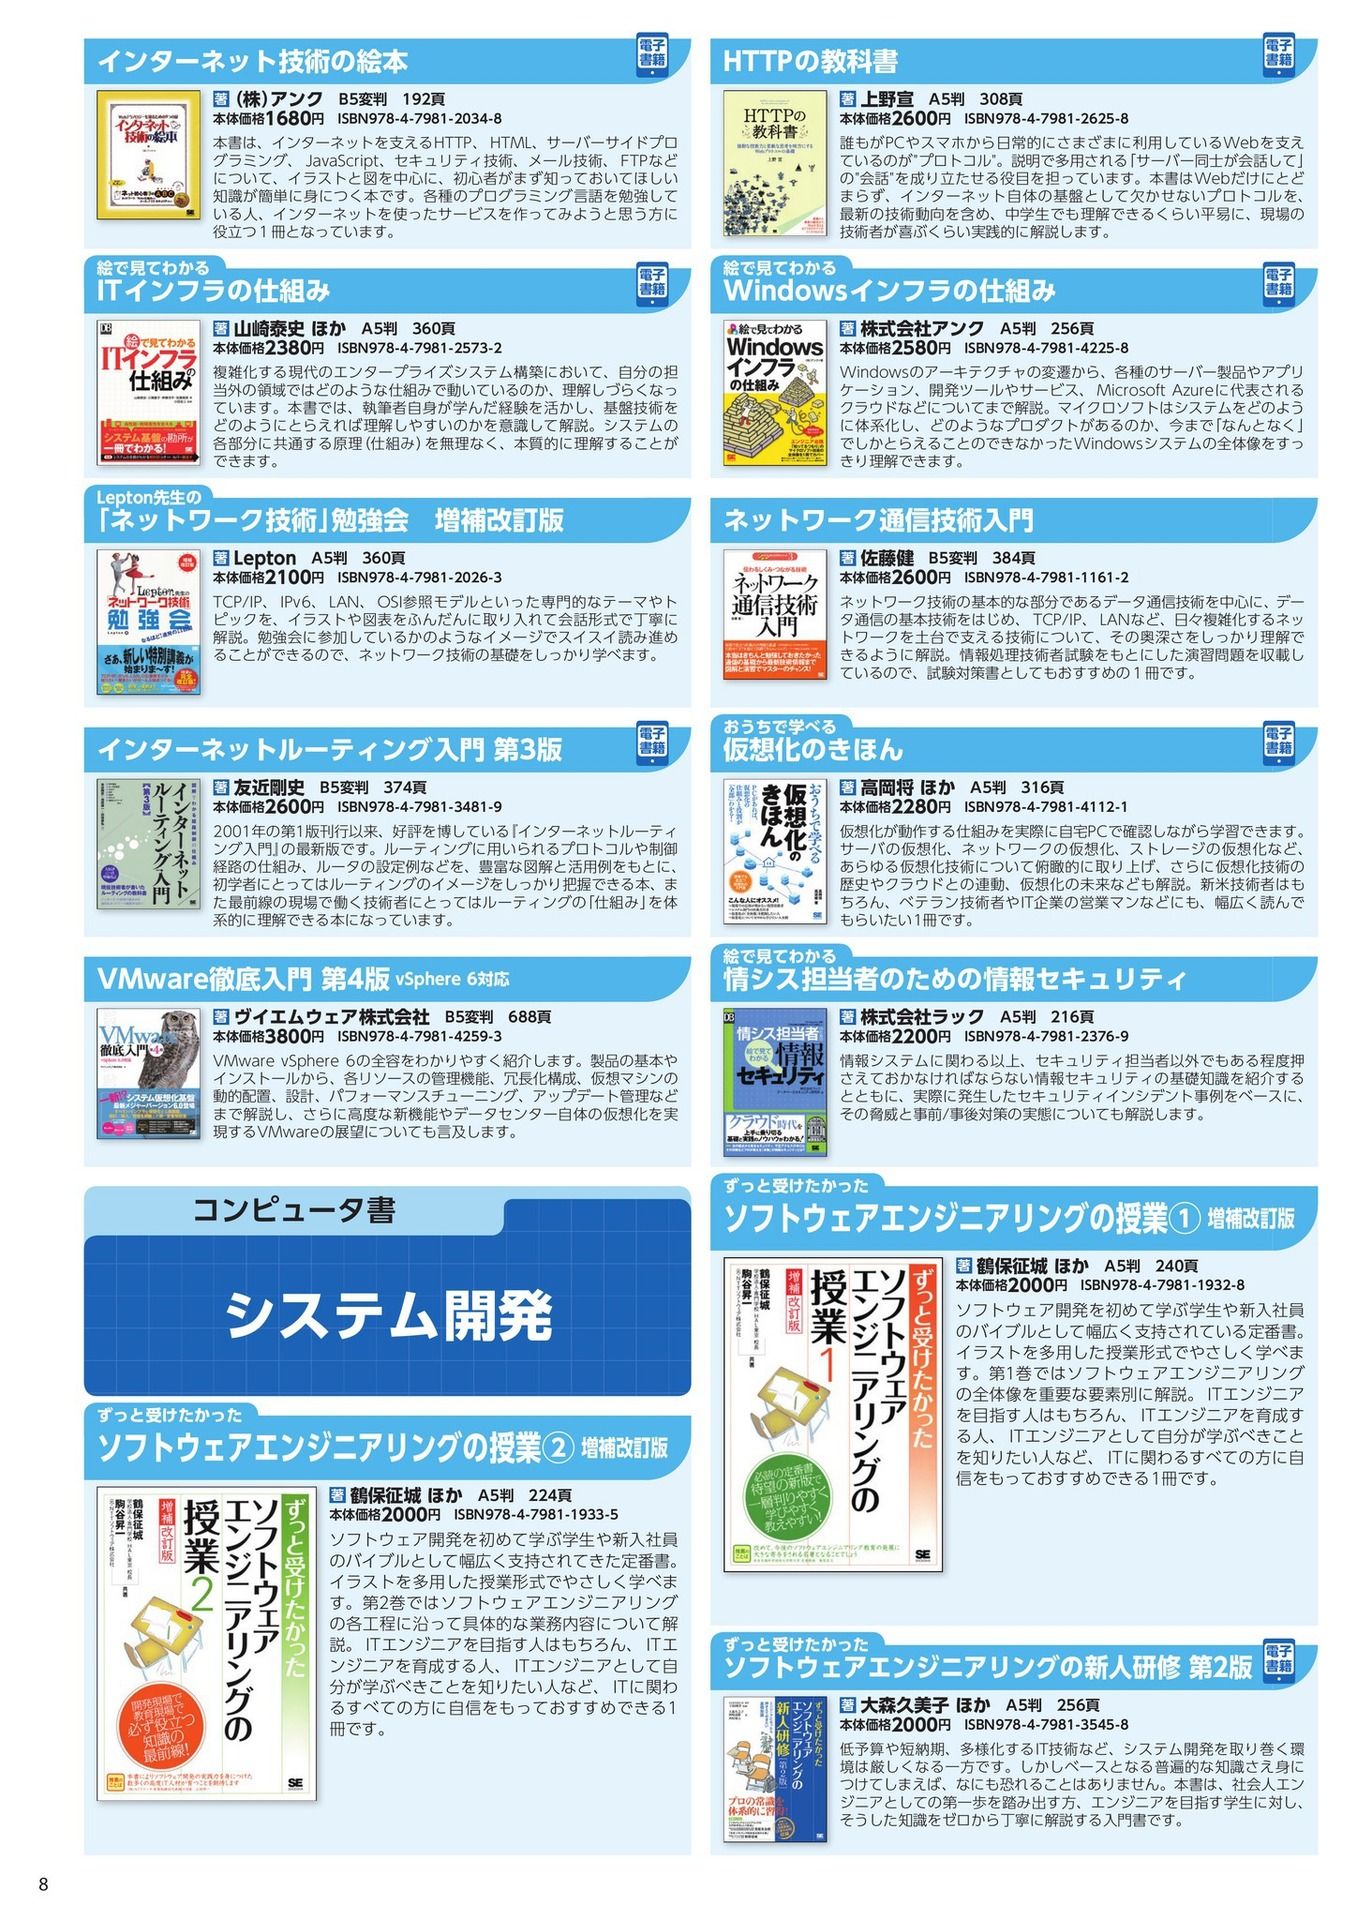 インターネット技術の絵本
電子書籍
著 (株)アンク B5変判 192頁
本体価格1680円 ISBN978-4-7981-2034-8
本書は、インターネットを支えるHTTP、HTML、サーバーサイドプロ
グラミング、JavaScript、セキュリティ技術、メール技術、FTPなど
について、イラストと図を中心に、初心者がまず知っておいてほしい
知識が簡単に身につく本です。各種のプログラミング言語を勉強して
いる人、インターネットを使ったサービスを作ってみようと思う方に
役立つ1冊となっています。
HTTPの教科書
電子書籍
著 上野宣 A5判 308頁
本体価格2600円 ISBN978-4-7981-2625-8
誰もがPCやスマホから日常的にさまざまに利用しているWebを支え
ているのが"プロトコル"。説明で多用される「サーバー同士が会話して」
の"会話"を成り立たせる役目を担っています。本書はWebだけにとど
まらず、インターネット自体の基盤として欠かせないプロトコルを、
最新の技術動向を含め、中学生でも理解できるくらい平易に、現場の
技術者が喜ぶくらい実践的に解説します。
絵で見てわかる
ITインフラの仕組み
電子書籍
著 山崎泰史 ほか A5判 360頁
本体価格2380円 ISBN978-4-7981-2573-2
複雑化する現代のエンタープライズシステム構築において、自分の担
当外の領域ではどのような仕組みで動いているのか、理解しづらくなっ
ています。本書では、執筆者自身が学んだ経験を活かし、基盤技術を
どのようにとらえれば理解しやすいのかを意識して解説。システムの
各部分に共通する原理(仕組み)を無理なく、本質的に理解することが
できます。
絵で見てわかる
Windowsインフラの仕組み
電子書籍
著 株式会社アンク A5判 256頁
本体価格2580円 ISBN978-4-7981-4225-8
Windowsのアーキテクチャの変遷から、各種のサーバー製品やアプリ
ケーション、開発ツールやサービス、Microsoft Azureに代表される
クラウドなどについてまで解説。マイクロソフトはシステムをどのよう
に体系化し、どのようなプロダクトがあるのか、今まで「なんとなく」
でしかとらえることのできなかったWindowsシステムの全体像をすっ
きり理解できます。
Lepton先生の
「ネットワーク技術」勉強会 増補改訂版
著 Lepton A5判 360頁
本体価格2100円 ISBN978-4-7981-2026-3
TCP/IP、IPv6、LAN、OSI参照モデルといった専門的なテーマやト
ピックを、イラストや図表をふんだんに取り入れて会話形式で丁寧に
解説。勉強会に参加しているかのようなイメージでスイスイ読み進め
ることができるので、ネットワーク技術の基礎をしっかり学べます。
ネットワーク通信技術入門
著 佐藤健 B5変判 384頁
本体価格2600円 ISBN978-4-7981-1161-2
ネットワーク技術の基本的な部分であるデータ通信技術を中心に、デー
タ通信の基本技術をはじめ、TCP/IP、LANなど、日々複雑化するネッ
トワークを土台で支える技術について、その奥深さをしっかり理解で
きるように解説。情報処理技術者試験をもとにした演習問題を収載し
ているので、試験対策書としてもおすすめの1冊です。
インターネットルーティング入門 第3版
電子書籍
著 友近剛史 B5変判 374頁
本体価格2600円 ISBN978-4-7981-3481-9
2001年の第1版刊行以来、好評を博している『インターネットルーティ
ング入門』の最新版です。ルーティングに用いられるプロトコルや制御
経路の仕組み、ルータの設定例などを、豊富な図解と活用例をもとに、
初学者にとってはルーティングのイメージをしっかり把握できる本、ま
た最前線の現場で働く技術者にとってはルーティングの「仕組み」を体
系的に理解できる本になっています。
おうちで学べる
仮想化のきほん
電子書籍
著 高岡将 ほか A5判 316頁
本体価格2280円 ISBN978-4-7981-4112-1
仮想化が動作する仕組みを実際に自宅PCで確認しながら学習できます。
サーバの仮想化、ネットワークの仮想化、ストレージの仮想化など、
あらゆる仮想化技術について俯瞰的に取り上げ、さらに仮想化技術の
歴史やクラウドとの連動、仮想化の未来なども解説。新米技術者はも
ちろん、ベテラン技術者やIT企業の営業マンなどにも、幅広く読んで
もらいたい1冊です。
VMware徹底入門 第4版 vSphere 6対応
著 ヴイエムウェア株式会社 B5変判 688頁
本体価格3800円 ISBN978-4-7981-4259-3
VMware vSphere 6の全容をわかりやすく紹介します。製品の基本や
インストールから、各リソースの管理機能、冗長化構成、仮想マシンの
動的配置、設計、パフォーマンスチューニング、アップデート管理など
まで解説し、さらに高度な新機能やデータセンター自体の仮想化を実
現するVMwareの展望についても言及します。
絵で見てわかる
情シス担当者のための情報セキュリティ
著 株式会社ラック A5判 216頁
本体価格2200円 ISBN978-4-7981-2376-9
情報システムに関わる以上、セキュリティ担当者以外でもある程度押
さえておかなければならない情報セキュリティの基礎知識を紹介する
とともに、実際に発生したセキュリティインシデント事例をベースに、
その脅威と事前/事後対策の実態についても解説します。
コンピュータ書
システム開発
ずっと受けたかった
ソフトウェアエンジニアリングの授業① 増補改訂版
著 鶴保征城 ほか A5判 240頁
本体価格2000円 ISBN978-4-7981-1932-8
ソフトウェア開発を初めて学ぶ学生や新入社員
のバイブルとして幅広く支持されている定番書。
イラストを多用した授業形式でやさしく学べま
す。第1巻ではソフトウェアエンジニアリング
の全体像を重要な要素別に解説。ITエンジニア
を目指す人はもちろん、ITエンジニアを育成す
る人、ITエンジニアとして自分が学ぶべきこと
を知りたい人など、ITに関わるすべての方に自
信をもっておすすめできる1冊です。
ずっと受けたかった
ソフトウェア
エンジニアリングの
授業1
増補改訂版
鶴保征城
駒谷昇一
共著
必読の定番書
待望の新版で
一層判りやすく
学びやすく
教えやすい!
SE
ずっと受けたかった
ソフトウェアエンジニアリングの授業② 増補改訂版
著 鶴保征城 ほか A5判 224頁
本体価格2000円 ISBN978-4-7981-1933-5
ソフトウェア開発を初めて学ぶ学生や新入社員
のバイブルとして幅広く支持されてきた定番書。
イラストを多用した授業形式でやさしく学べま
す。第2巻ではソフトウェアエンジニアリング
の各工程に沿って具体的な業務内容について解
説。ITエンジニアを目指す人はもちろん、ITエ
ンジニアを育成する人、ITエンジニアとして自
分が学ぶべきことを知りたい人など、ITに関わ
るすべての方に自信をもっておすすめできる1
冊です。
ずっと受けたかった
ソフトウェア
エンジニアリングの
授業2
増補改訂版
鶴保征城
駒谷昇一
共著
開発現場で
教育現場で
必ず役立つ
知識の
最前線!
SE
ずっと受けたかった
ソフトウェアエンジニアリングの新人研修 第2版
電子書籍
著 大森久美子 ほか A5判 256頁
本体価格2000円 ISBN978-4-7981-3545-8
低予算や短納期、多様化するIT技術など、システム開発を取り巻く環
境は厳しくなる一方です。しかしベースとなる普遍的な知識さえ身に
つけてしまえば、なにも恐れることはありません。本書は、社会人エン
ジニアとしての第一歩を踏み出す方、エンジニアを目指す学生に対し、
そうした知識をゼロから丁寧に解説する入門書です。
8